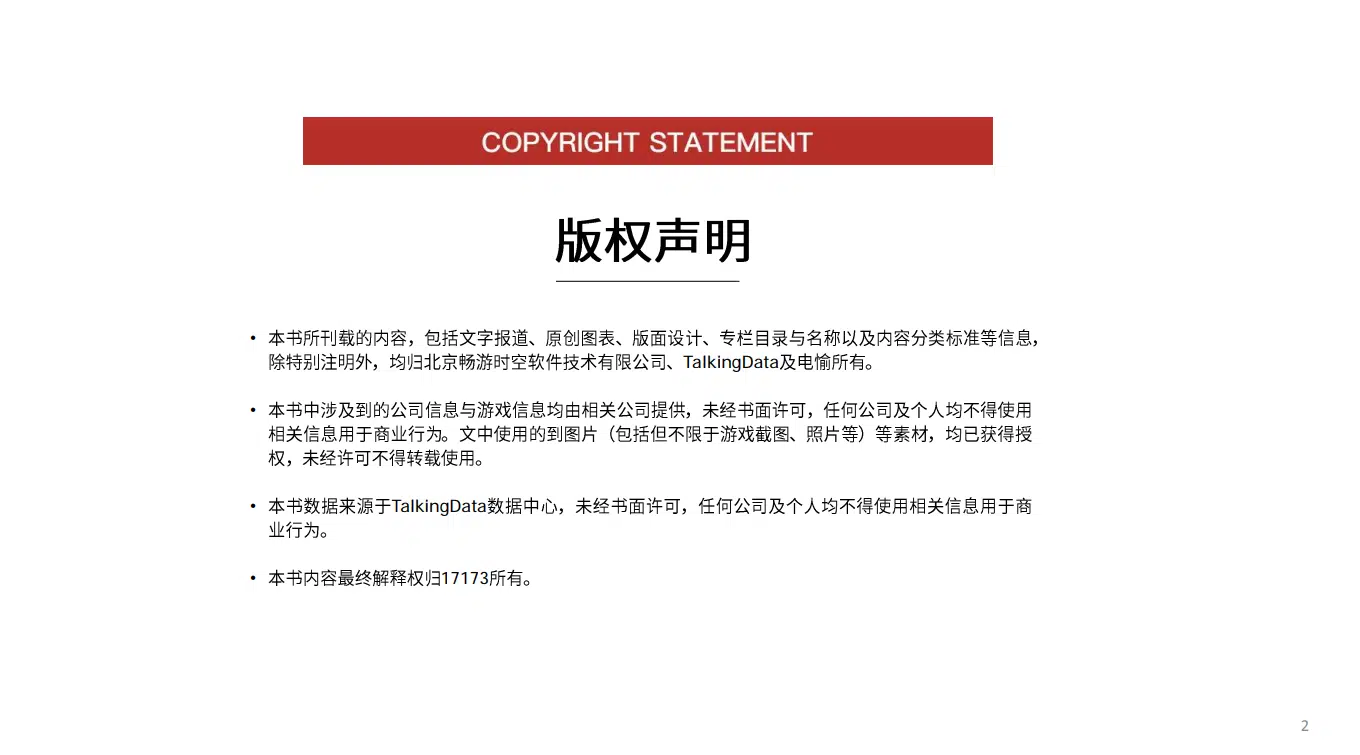 COPYRIGHT STATEMENT
版权声明
• 本书所刊载的内容，包括文字报道、原创图表、版面设计、专栏目录与名称以及内容分类标准等信息，
除特别注明外，均归北京畅游时空软件技术有限公司、TalkingData及电愉所有。
• 本书中涉及到的公司信息与游戏信息均由相关公司提供，未经书面许可，任何公司及个人均不得使用
相关信息用于商业行为。文中使用的到图片（包括但不限于游戏截图、照片等）等素材，均已获得授
权，未经许可不得转载使用。
• 本书数据来源于TalkingData数据中心，未经书面许可，任何公司及个人均不得使用相关信息用于商
业行为。
• 本书内容最终解释权归17173所有。
2